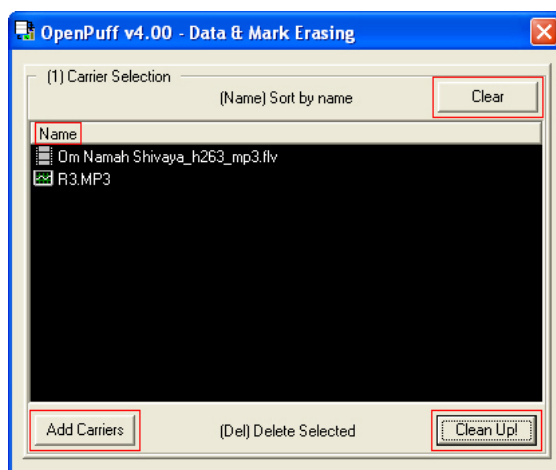 OpenPuff v4.00 - Data & Mark Erasing
(1) Carrier Selection
(Name) Sort by name
Clear
Name
Om Namah Shivaya_h263_mp3.flv
R3.MP3
Add Carriers
(Del) Delete Selected
Clean Up!